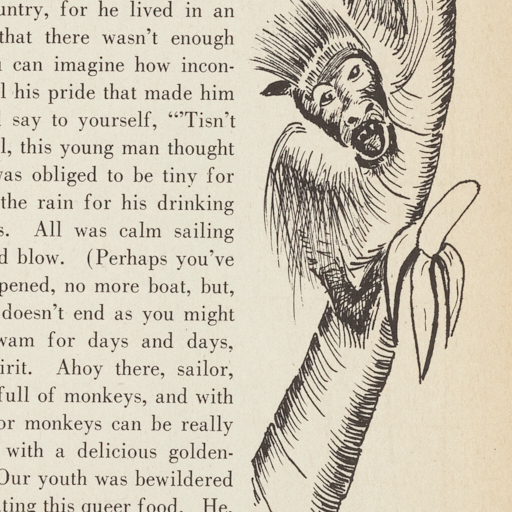 untry, for he lived in an
that there wasn't enough
can imagine how incon-
his pride that made him
say to yourself, "'Tisn't
this young man thought
was obliged to be tiny for
the rain for his drinking
All was calm sailing
blow. (Perhaps you've
pened, no more boat, but,
doesn't end as you might
wam for days and days,
irit. Ahoy there, sailor,
full of monkeys, and with
or monkeys can be really
with a delicious golden-
Our youth was bewildered
ting this queer food. He,